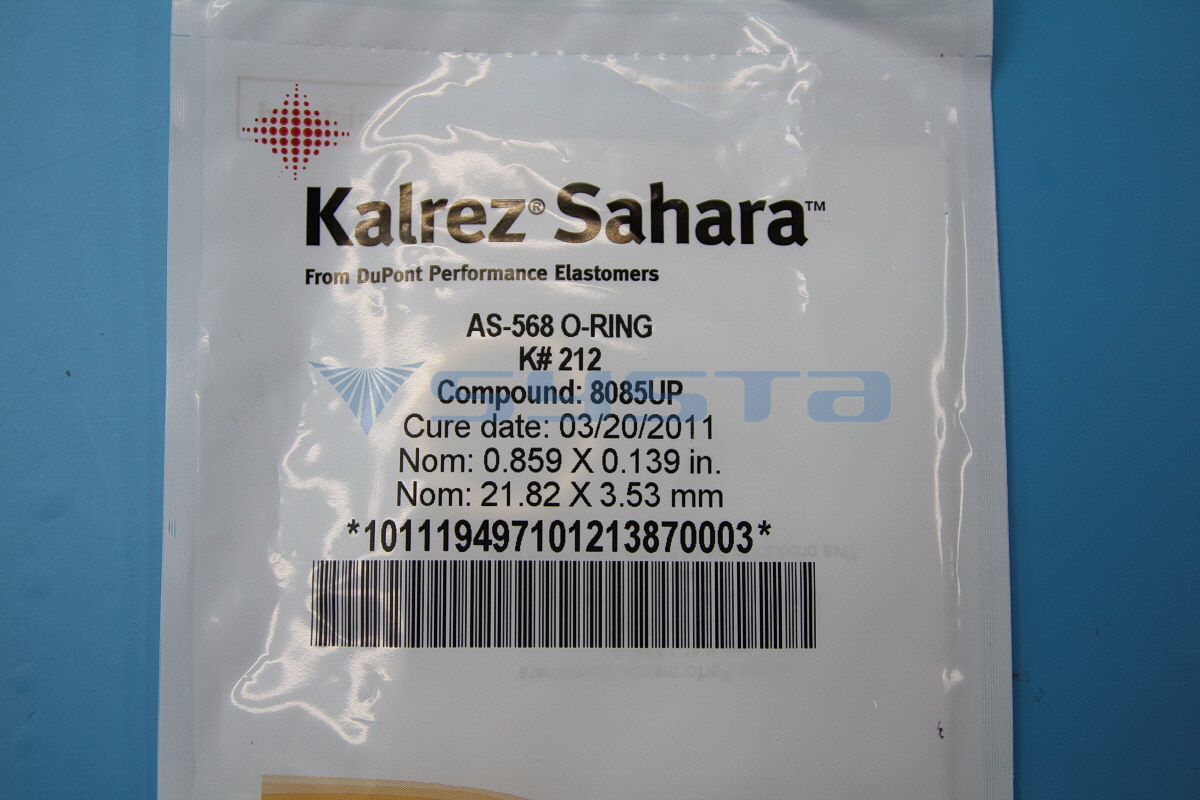 Kalrez® Sahara™
From DuPont Performance Elastomers
AS-568 O-RING
K# 212
SYSTA
Compound: 8085UP
Cure date: 03/20/2011
Nom: 0.859 X 0.139 in.
Nom: 21.82 X 3.53 mm
*101119497101213870003*